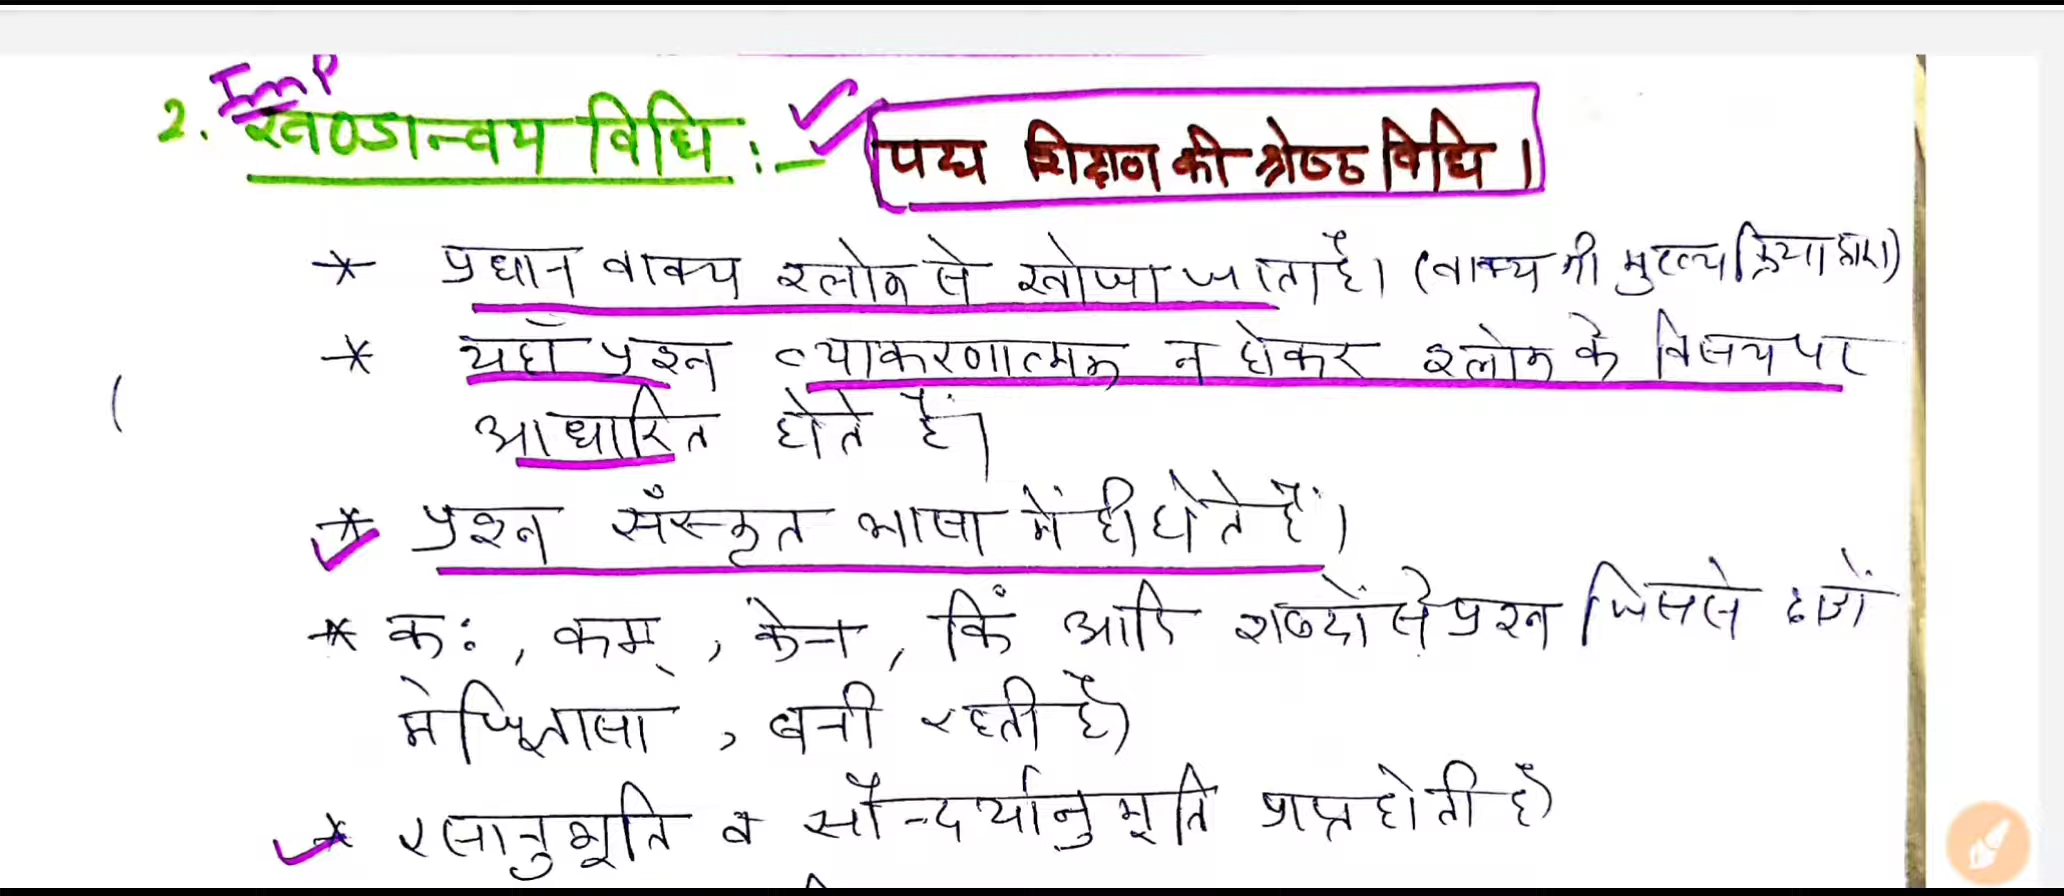 Imp
2. खण्डान्वय विधि :- पद्य शिक्षण की श्रेष्ठ विधि ।
* प्रधान वाक्य श्लोक से खोजा जाता है। (वाक्य की मुख्य क्रिया द्वारा)
* यहाँ प्रश्न व्याकरणात्मक न होकर श्लोक के विषय पर
आधारित होते हैं।
* प्रश्न संस्कृत भाषा में ही होते हैं।
* कः, कम्, केन, किं आदि शब्दों से प्रश्न जिससे छात्रों
मे जिज्ञासा, बनी रहती है)
* रसानुभूति व सौन्दर्यानुभूति प्राप्त होती है)